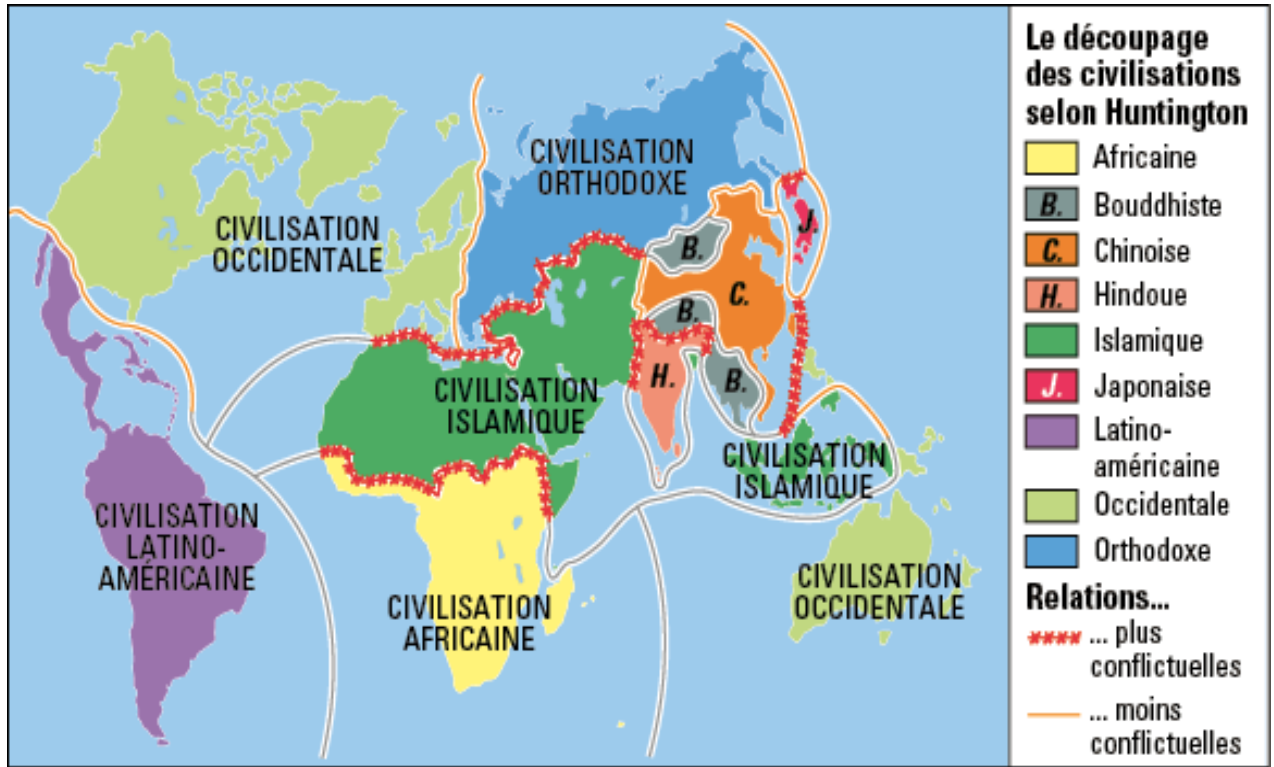 CIVILISATION
ORTHODOXE
CIVILISATION
OCCIDENTALE
B.
J.
C.
B.
H.
B.
CIVILISATION
ISLAMIQUE
CIVILISATION
ISLAMIQUE
CIVILISATION
LATINO-
AMÉRICAINE
CIVILISATION
AFRICAINE
CIVILISATION
OCCIDENTALE
Le découpage
des civilisations
selon Huntington
Africaine
B. Bouddhiste
C. Chinoise
H. Hindoue
Islamique
J. Japonaise
Latino-
américaine
Occidentale
Orthodoxe
Relations...
... plus
conflictuelles
... moins
conflictuelles